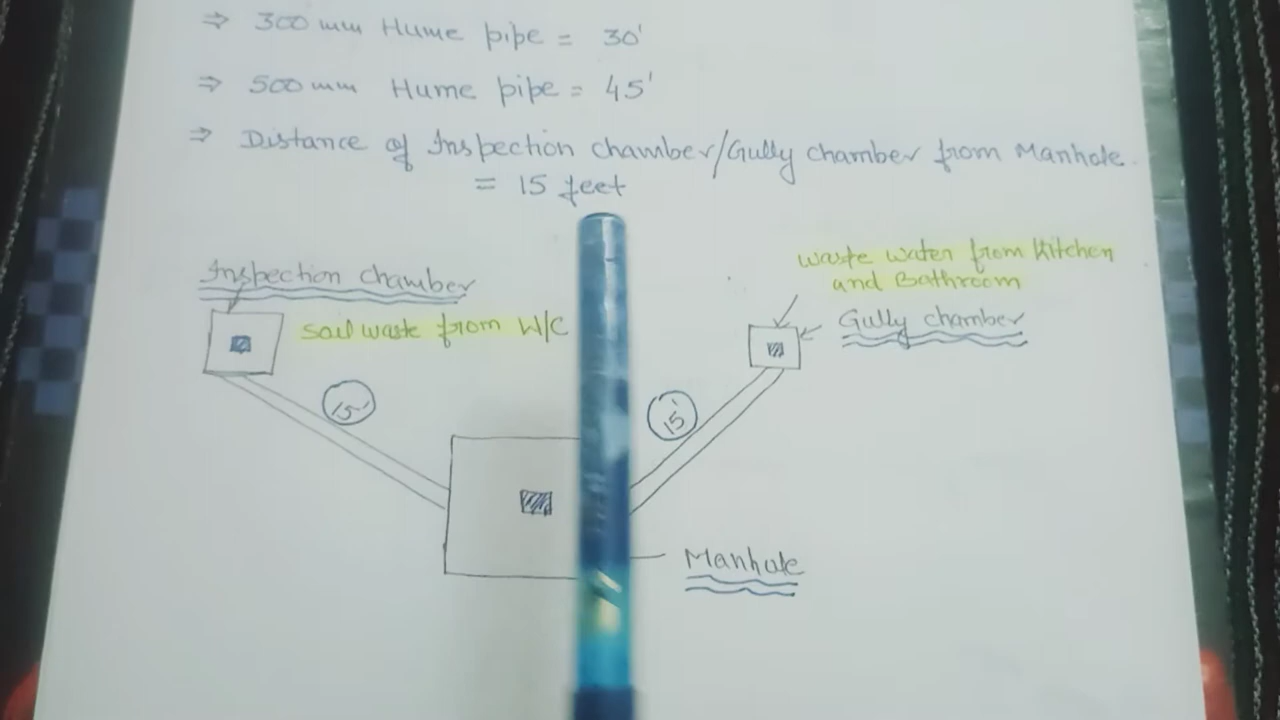 ⇒ 300 mm Hume pipe = 30'
⇒ 500 mm Hume pipe = 45'
⇒ Distance of Inspection chamber/Gully chamber from Manhole.
= 15 feet
waste water from Kitchen
and Bathroom
Inspection chamber
Gully chamber
soil waste from W/C
15'
15'
Manhole